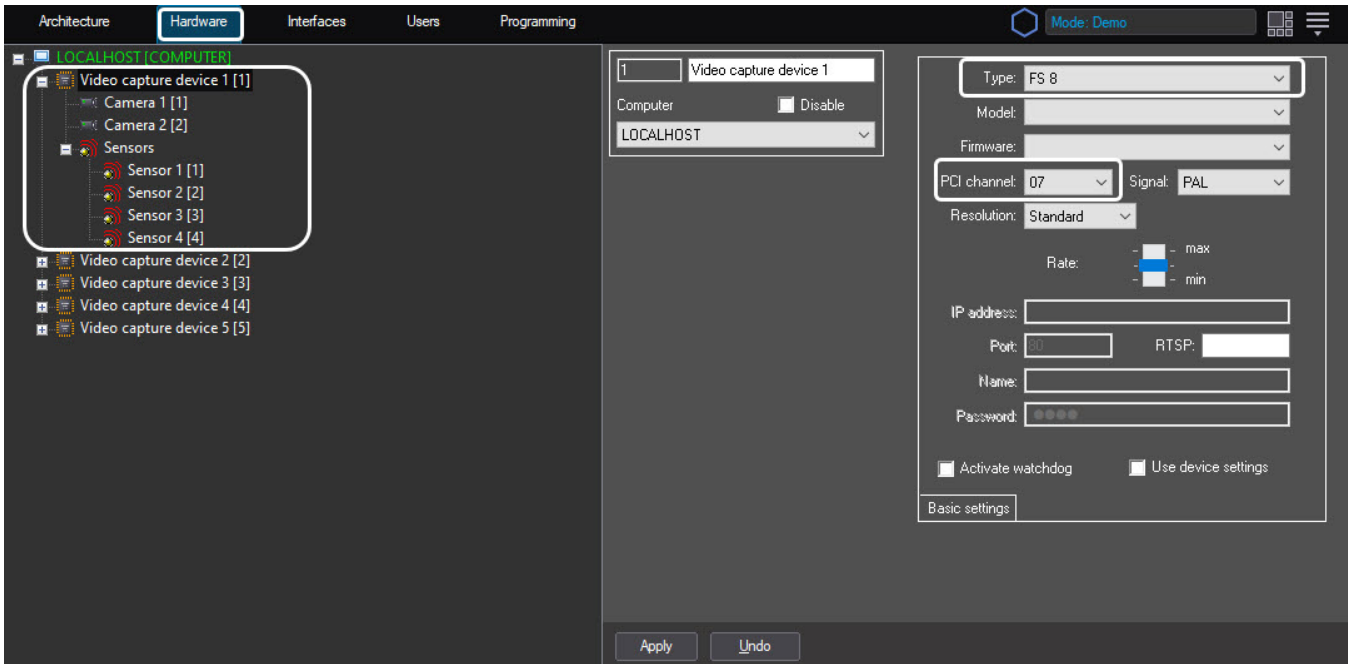 Architecture Hardware Interfaces Users Programming Mode: Demo
LOCALHOST [COMPUTER]
Video capture device 1 [1]
Camera 1 [1]
Camera 2 [2]
Sensors
Sensor 1 [1]
Sensor 2 [2]
Sensor 3 [3]
Sensor 4 [4]
Video capture device 2 [2]
Video capture device 3 [3]
Video capture device 4 [4]
Video capture device 5 [5]
1 Video capture device 1
Computer Disable
LOCALHOST
Type: FS 8
Model:
Firmware:
PCI channel: 07 Signal: PAL
Resolution: Standard
Rate: max
min
IP address:
Port: 80 RTSP:
Name:
Password:
Activate watchdog Use device settings
Basic settings
Apply Undo